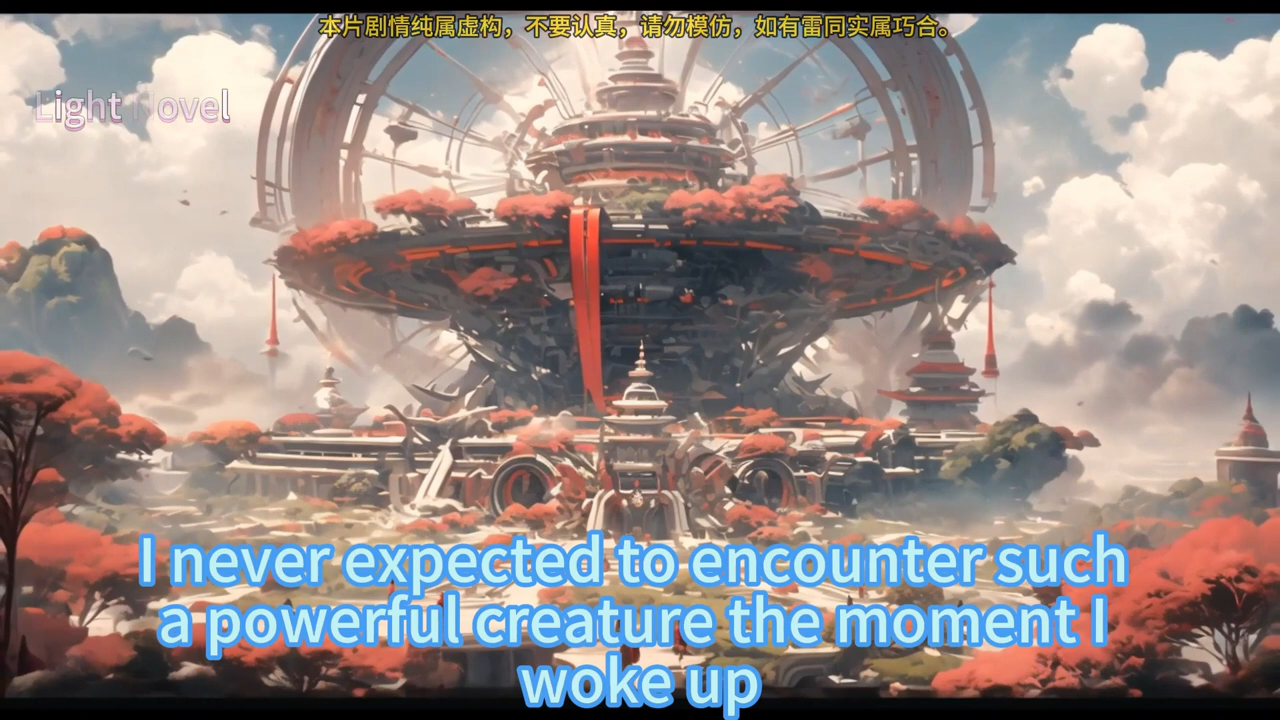 本片剧情纯属虚构，不要认真，请勿模仿，如有雷同实属巧合。
Light Novel
I never expected to encounter such
a powerful creature the moment I
woke up